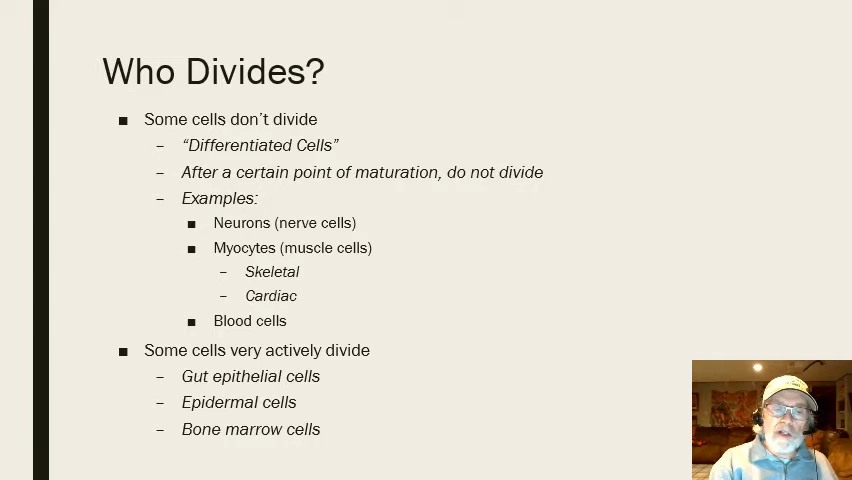 Who Divides?
■ Some cells don't divide
– “Differentiated Cells”
– After a certain point of maturation, do not divide
– Examples:
■ Neurons (nerve cells)
■ Myocytes (muscle cells)
– Skeletal
– Cardiac
■ Blood cells
■ Some cells very actively divide
– Gut epithelial cells
– Epidermal cells
– Bone marrow cells